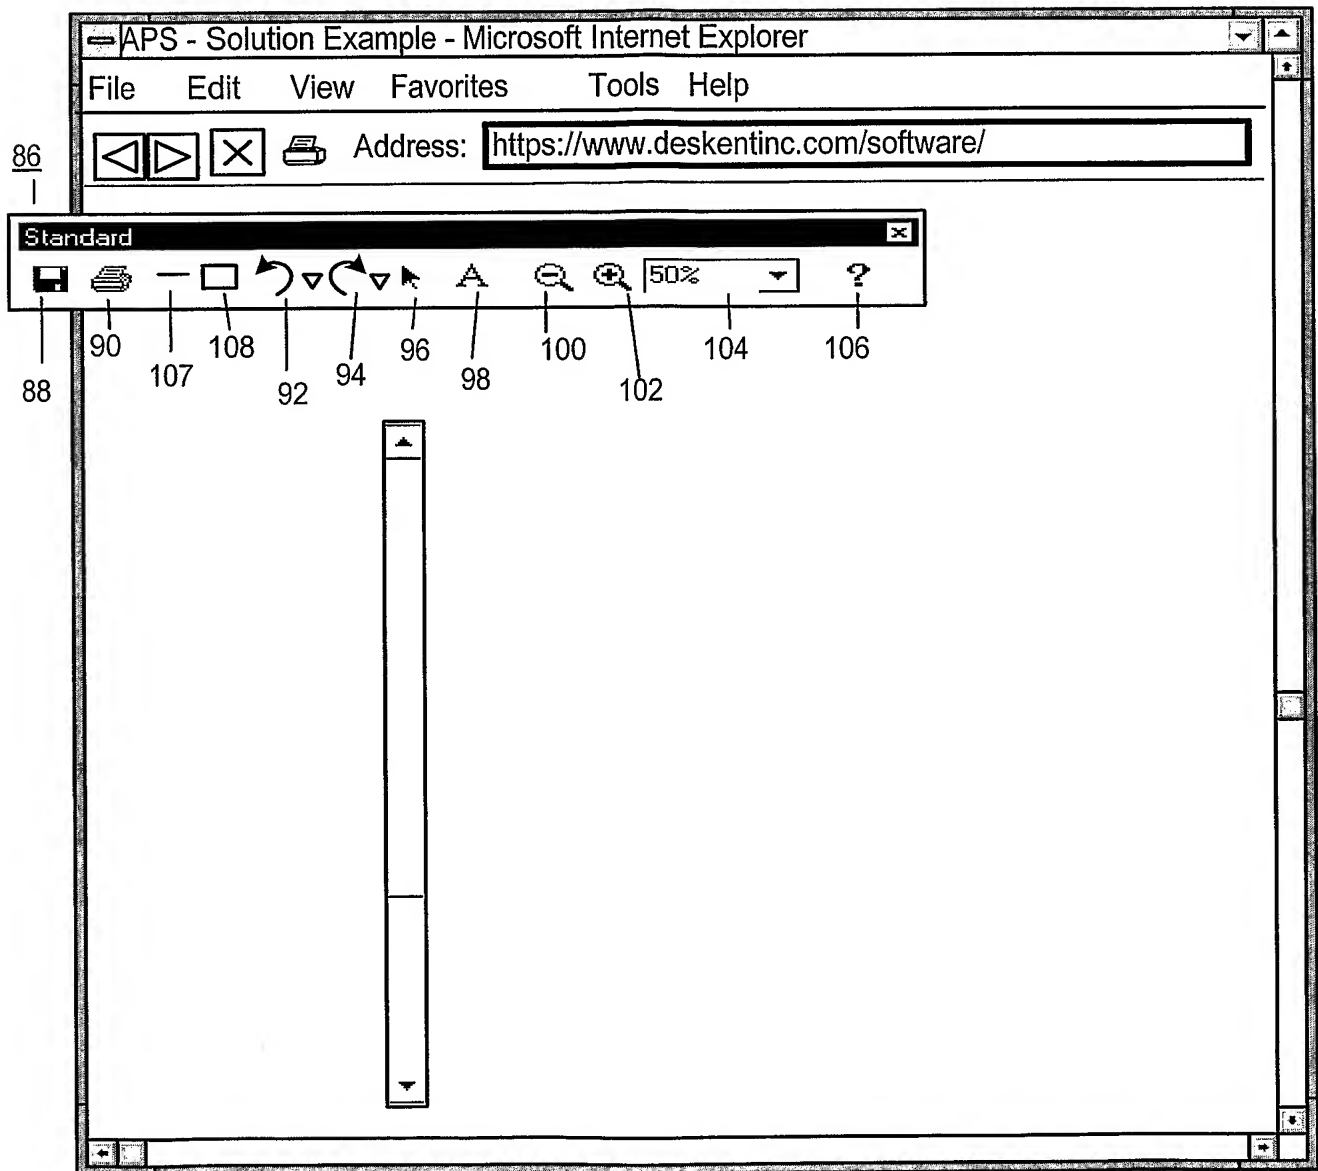 APS - Solution Example - Microsoft Internet Explorer
File Edit View Favorites Tools Help
Address: https://www.deskentinc.com/software/
86
Standard
A 50% ?
90 108 94 96 100 104 106
88 107 92 98 102